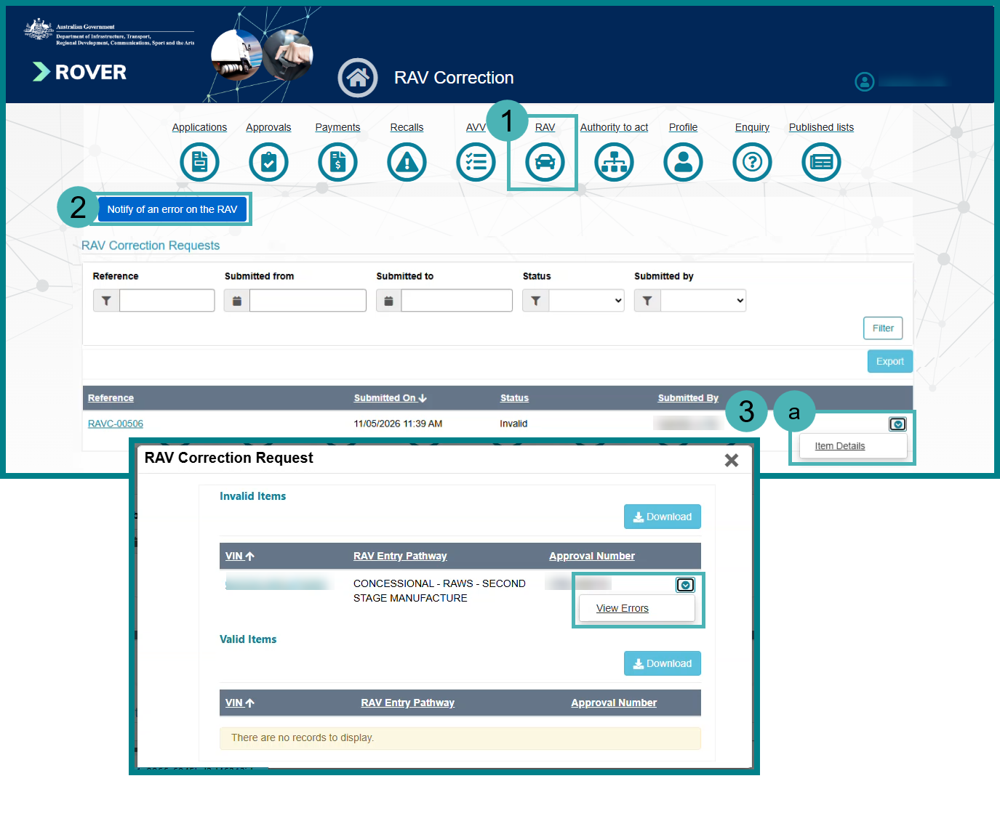 Australian Government
Department of Infrastructure, Transport,
Regional Development, Communications, Sport and the Arts
ROVER
RAV Correction
Applications
Approvals
Payments
Recalls
AVV
1
RAV
Authority to act
Profile
Enquiry
Published lists
2
Notify of an error on the RAV
RAV Correction Requests
Reference
Submitted from
Submitted to
Status
Submitted by
Filter
Export
Reference
Submitted On
Status
Submitted By
3
a
RAVC-00506
11/05/2026 11:39 AM
Invalid
Item Details
RAV Correction Request
Invalid Items
Download
VIN
RAV Entry Pathway
Approval Number
CONCESSIONAL - RAWS - SECOND
STAGE MANUFACTURE
View Errors
Valid Items
Download
VIN
RAV Entry Pathway
Approval Number
There are no records to display.